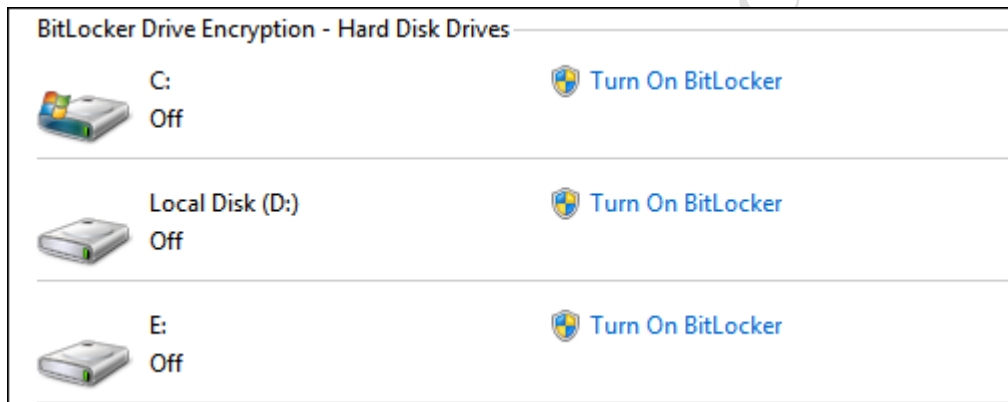 BitLocker Drive Encryption - Hard Disk Drives
C:
Turn On BitLocker
Off
Local Disk (D:)
Turn On BitLocker
Off
E:
Turn On BitLocker
Off